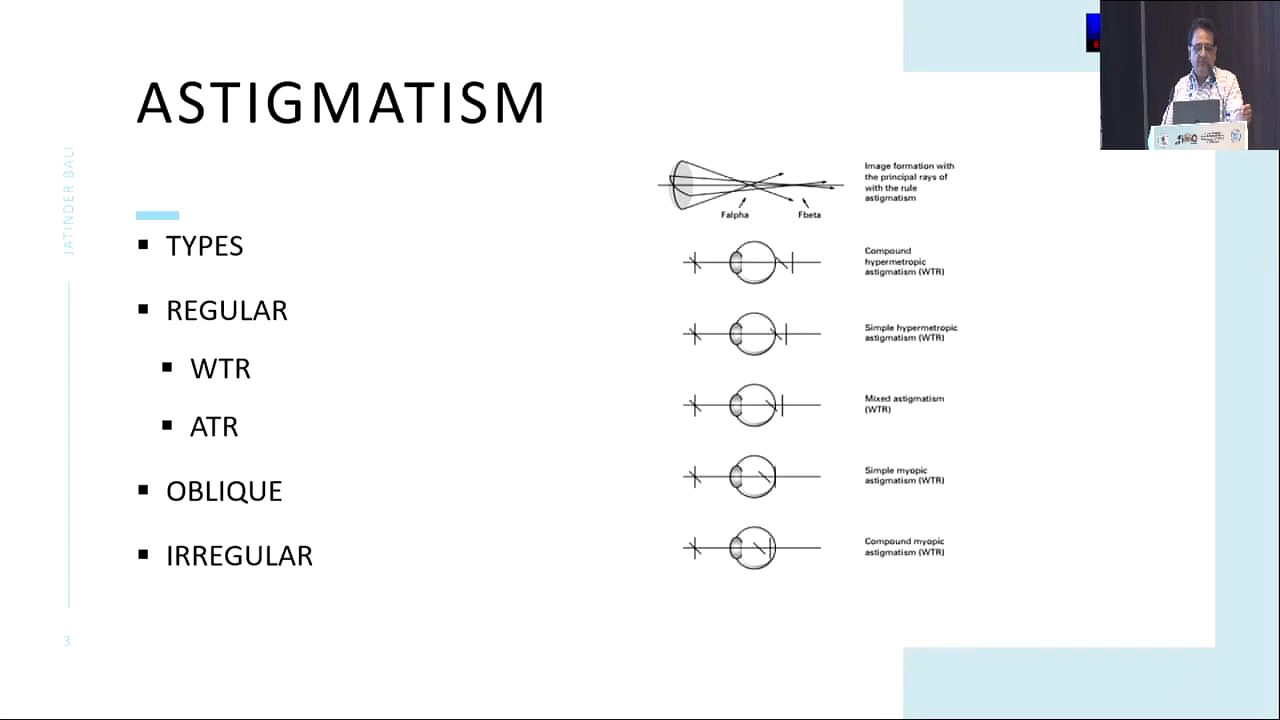 ASTIGMATISM
JATINDER BALI
TYPES
REGULAR
WTR
ATR
OBLIQUE
IRREGULAR
3
Falpha
Fbeta
Image formation with
the principal rays of
with the rule
astigmatism
Compound
hypermetropic
astigmatism (WTR)
Simple hypermetropic
astigmatism (WTR)
Mixed astigmatism
(WTR)
Simple myopic
astigmatism (WTR)
Compound myopic
astigmatism (WTR)